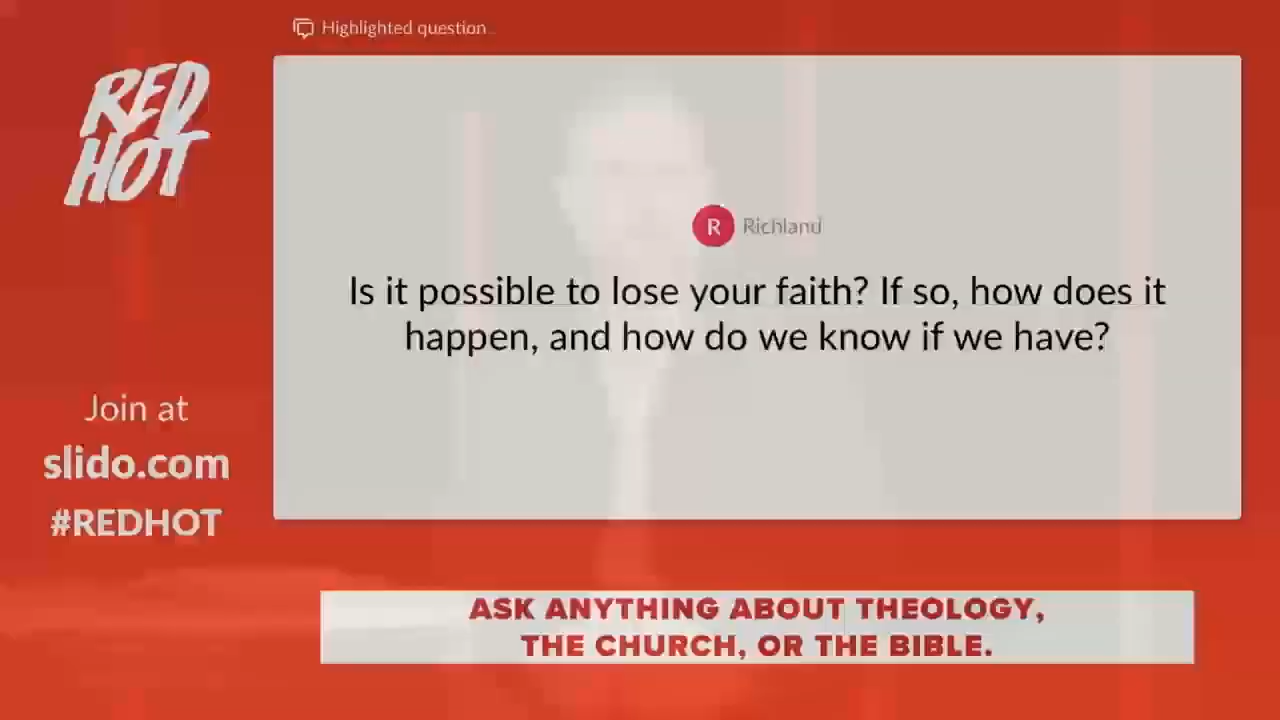 Highlighted question
RED
HOT
R Richland
Is it possible to lose your faith? If so, how does it
happen, and how do we know if we have?
Join at
slido.com
#REDHOT
ASK ANYTHING ABOUT THEOLOGY,
THE CHURCH, OR THE BIBLE.